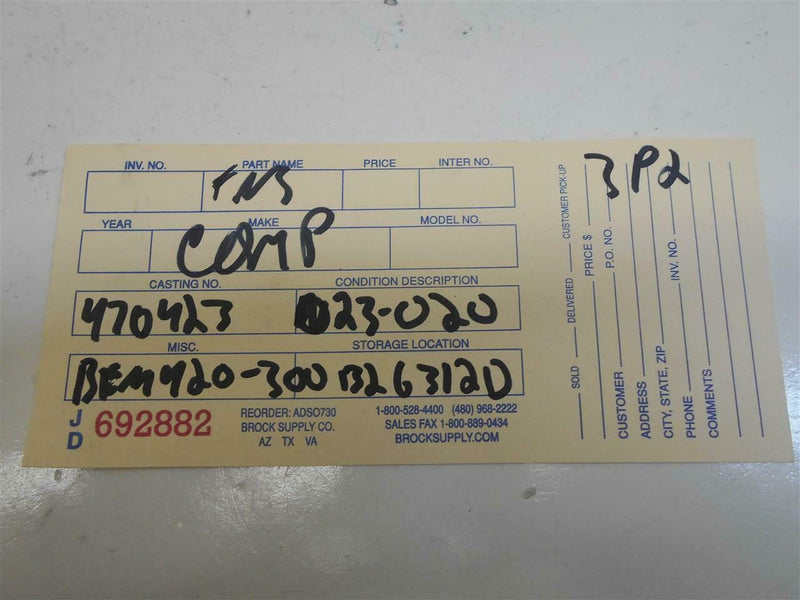 INV. NO. PART NAME PRICE INTER NO.
YEAR MAKE MODEL NO.
COMP
CASTING NO. CONDITION DESCRIPTION
470423 023-020
MISC. STORAGE LOCATION
BEM420-300 B263120
JD 692882
REORDER: ADSO730
BROCK SUPPLY CO.
AZ TX VA
1-800-528-4400 (480) 968-2222
SALES FAX 1-800-889-0434
BROCKSUPPLY.COM
3P2
SOLD DELIVERED CUSTOMER PICK-UP
PRICE $
P.O. NO.
CUSTOMER
ADDRESS
CITY, STATE, ZIP
PHONE INV. NO.
COMMENTS